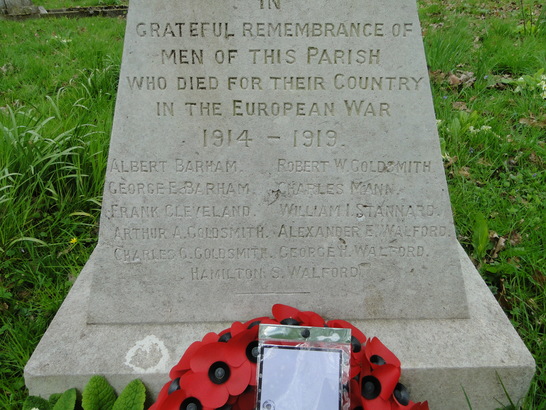 IN
GRATEFUL REMEMBRANCE OF
MEN OF THIS PARISH
WHO DIED FOR THEIR COUNTRY
IN THE EUROPEAN WAR
1914 – 1919.
ALBERT BARHAM. ROBERT W. GOLDSMITH
GEORGE E. BARHAM. CHARLES MANN.
FRANK CLEVELAND. WILLIAM I. STANNARD.
ARTHUR A. GOLDSMITH. ALEXANDER E. WALFORD.
CHARLES G. GOLDSMITH. GEORGE H. WALFORD.
HAMILTON S. WALFORD.